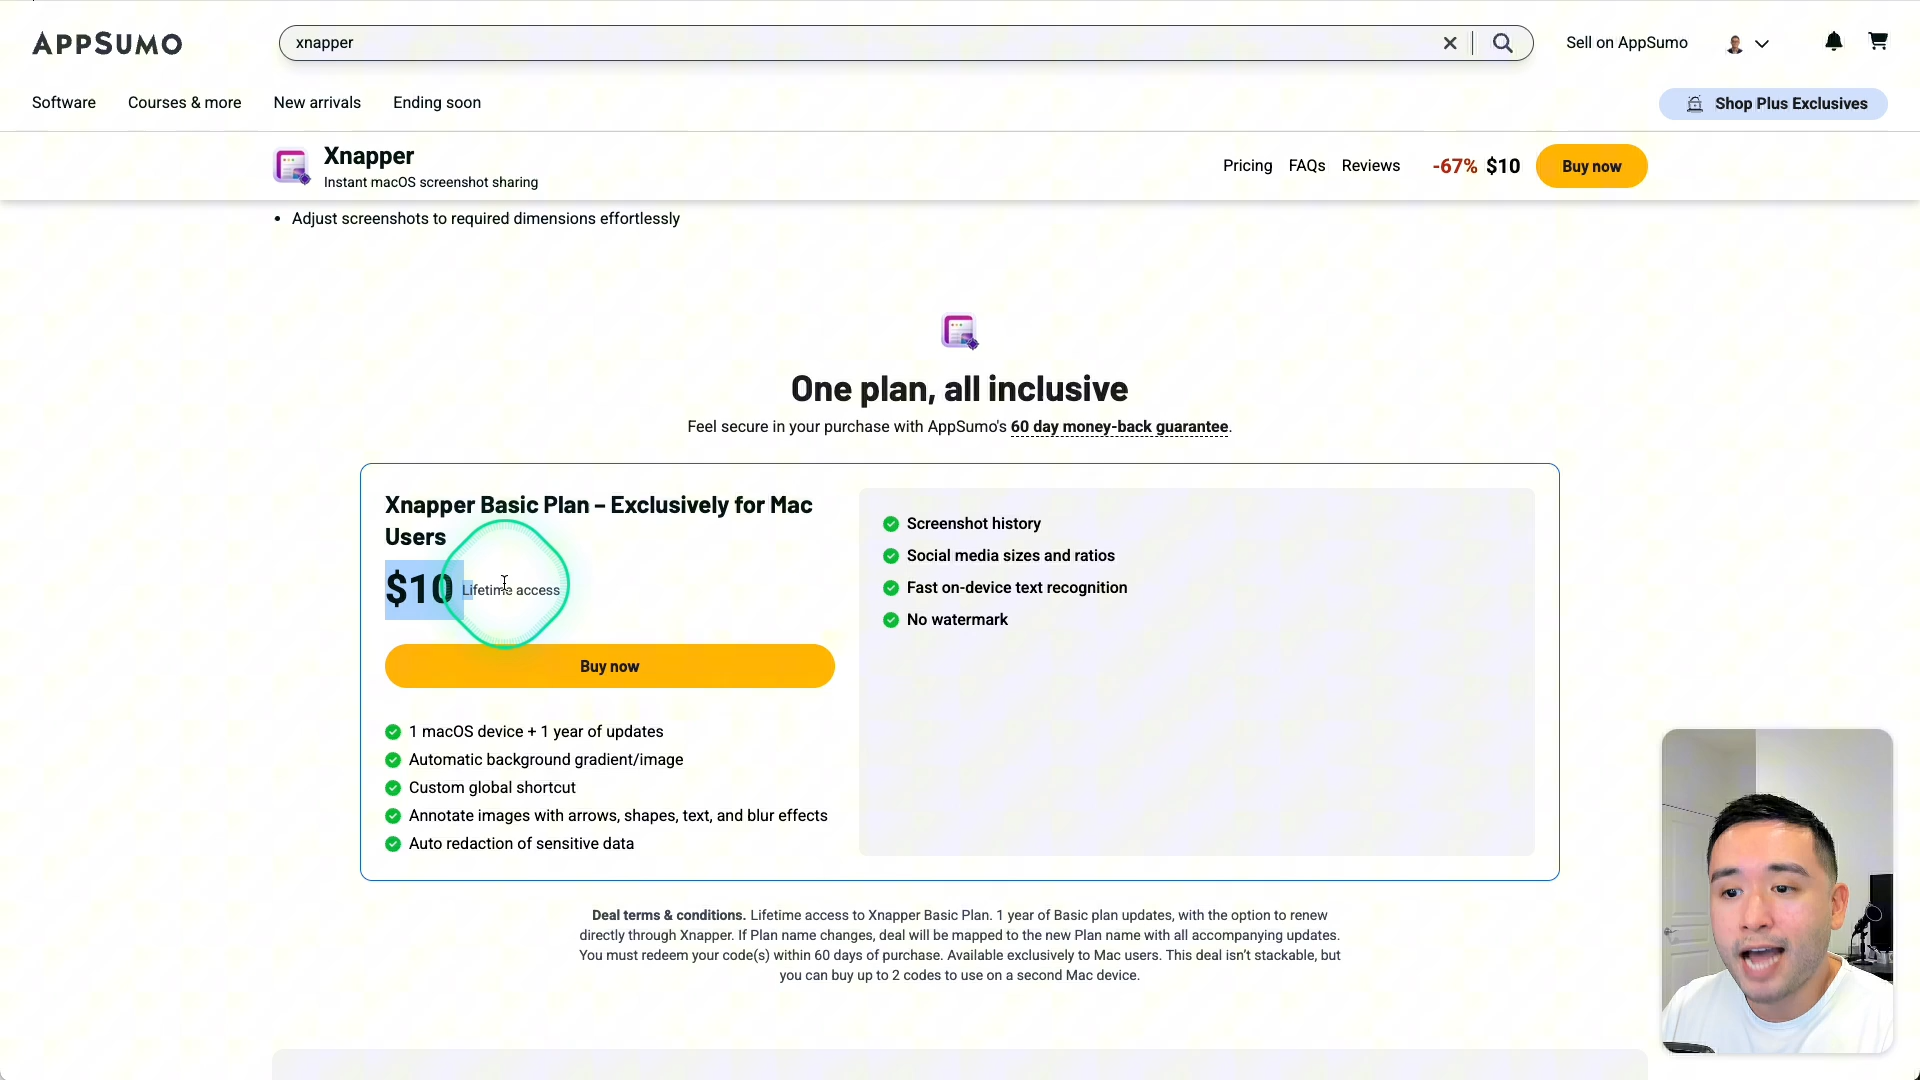 APPSUMO
xnapper
Sell on AppSumo
Software
Courses & more
New arrivals
Ending soon
Shop Plus Exclusives
Xnapper
Instant macOS screenshot sharing
Pricing
FAQs
Reviews
-67% $10
Buy now
• Adjust screenshots to required dimensions effortlessly
One plan, all inclusive
Feel secure in your purchase with AppSumo's 60 day money-back guarantee.
Xnapper Basic Plan – Exclusively for Mac
Users
$10 Lifetime access
Buy now
1 macOS device + 1 year of updates
Automatic background gradient/image
Custom global shortcut
Annotate images with arrows, shapes, text, and blur effects
Auto redaction of sensitive data
Screenshot history
Social media sizes and ratios
Fast on-device text recognition
No watermark
Deal terms & conditions. Lifetime access to Xnapper Basic Plan. 1 year of Basic plan updates, with the option to renew
directly through Xnapper. If Plan name changes, deal will be mapped to the new Plan name with all accompanying updates.
You must redeem your code(s) within 60 days of purchase. Available exclusively to Mac users. This deal isn't stackable, but
you can buy up to 2 codes to use on a second Mac device.